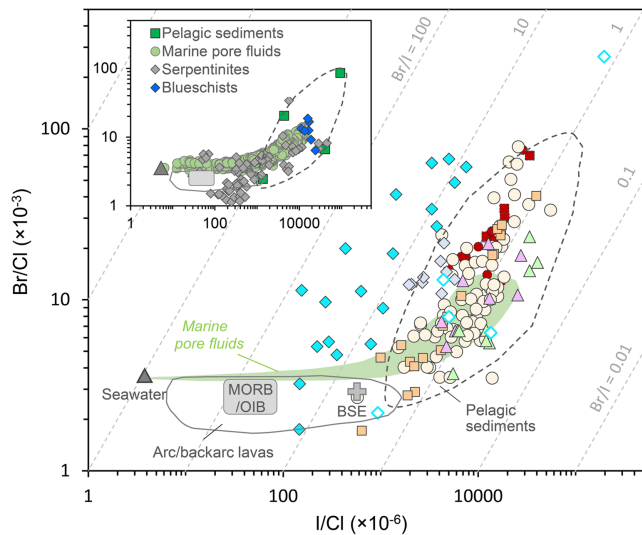 Pelagic sediments
Marine pore fluids
Serpentinites
Blueschists
100
10
1
1
100
10000
Br/I = 100
10
1
0.1
Br/I = 0.01
Br/Cl (×10⁻³)
100
10
1
Marine
pore fluids
Seawater
MORB
/OIB
BSE
Arc/backarc lavas
Pelagic
sediments
1
100
10000
I/Cl (×10⁻⁶)